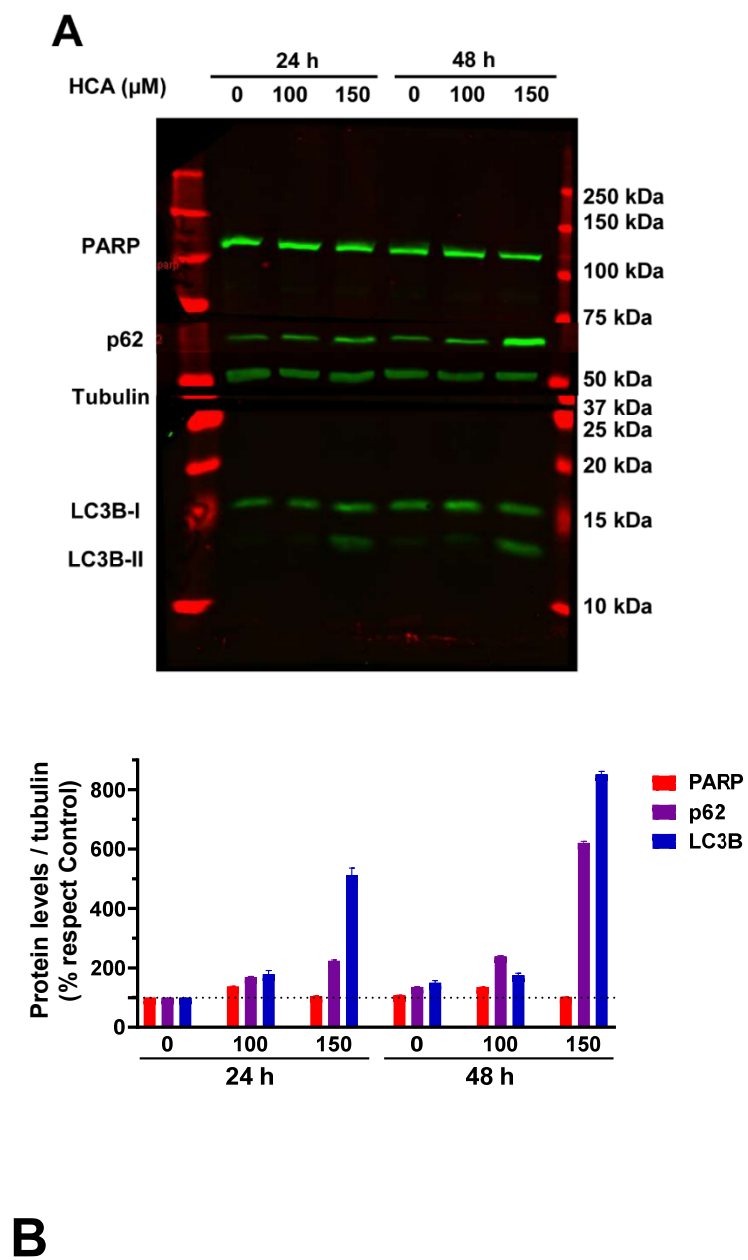 A
24 h 48 h
HCA (µM) 0 100 150 0 100 150
250 kDa
150 kDa
PARP
parp
100 kDa
75 kDa
p62
2
50 kDa
Tubulin
37 kDa
25 kDa
20 kDa
LC3B-I
15 kDa
LC3B-II
10 kDa
Protein levels / tubulin
(% respect Control)
800
600
400
200
0
PARP
p62
LC3B
0 100 150 0 100 150
24 h 48 h
B